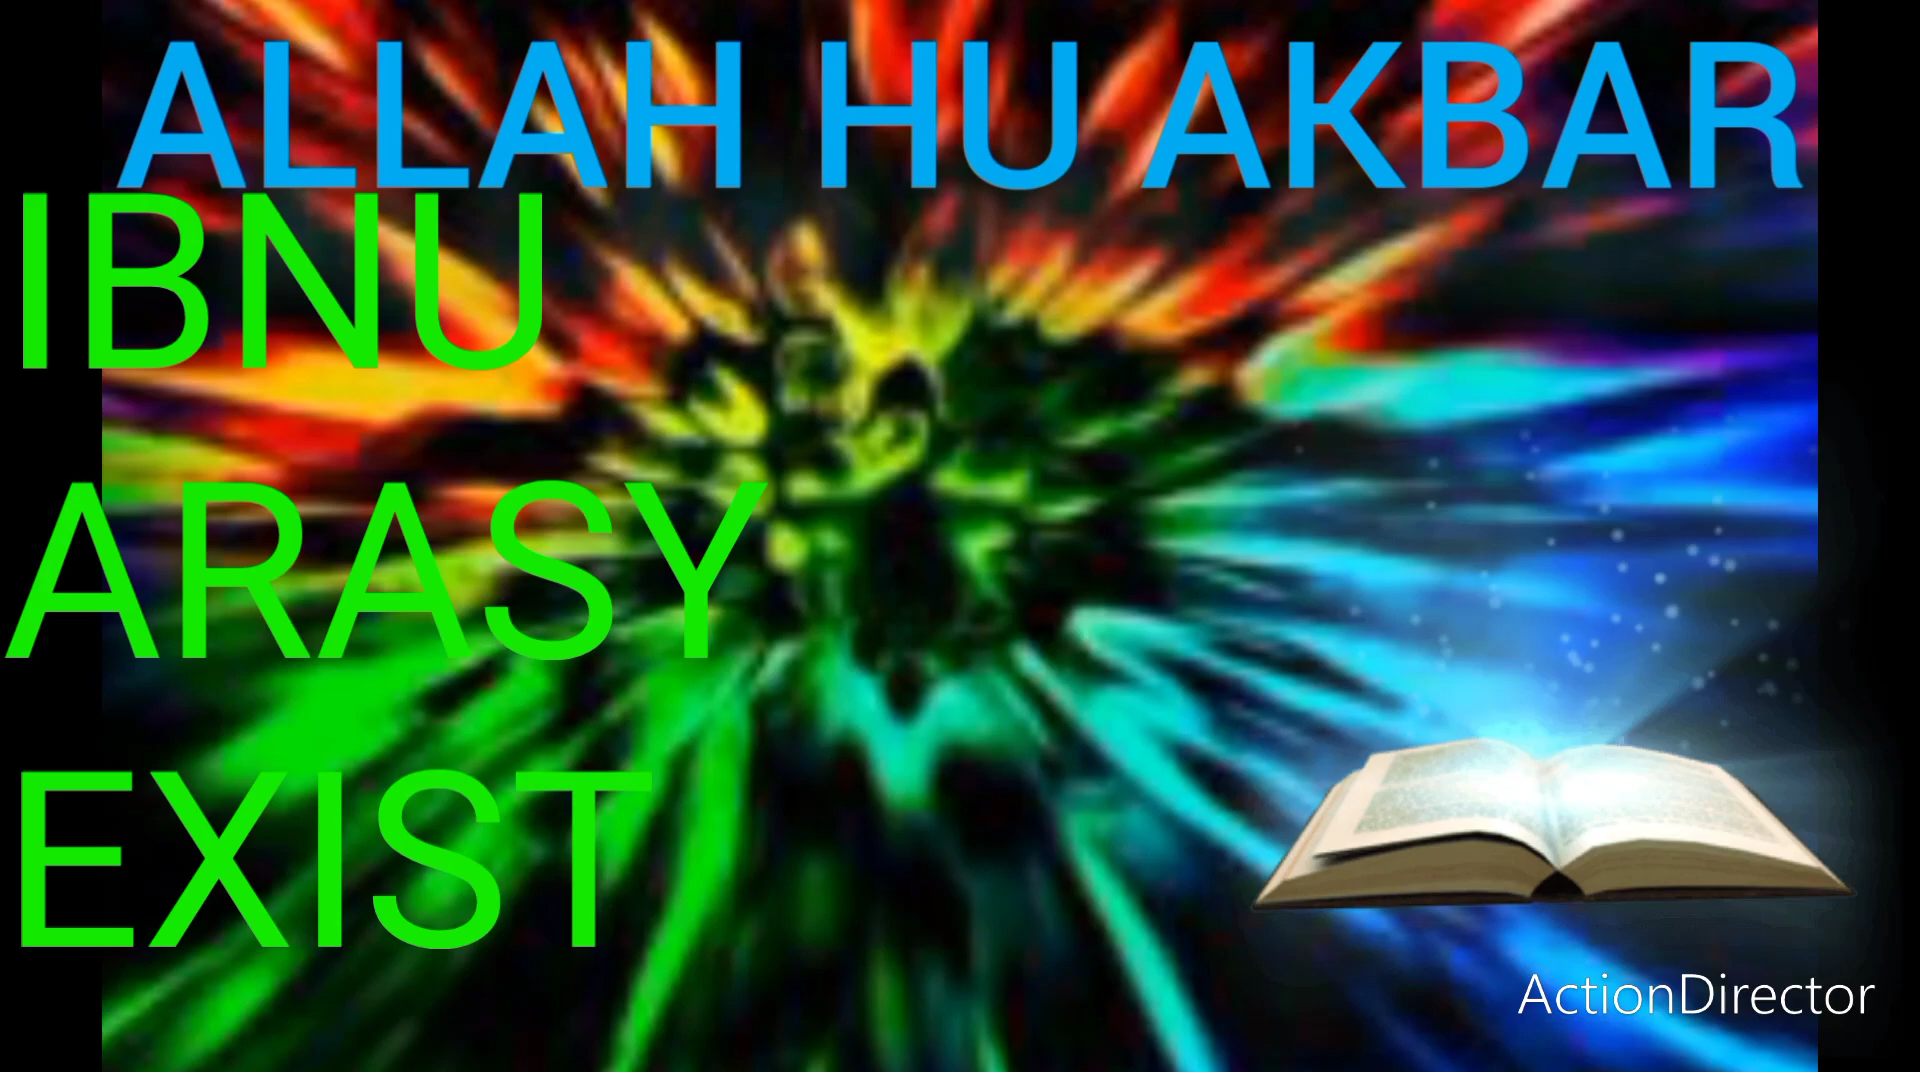 ALLAH HU AKBAR
IBNU
ARASY
EXIST
ActionDirector